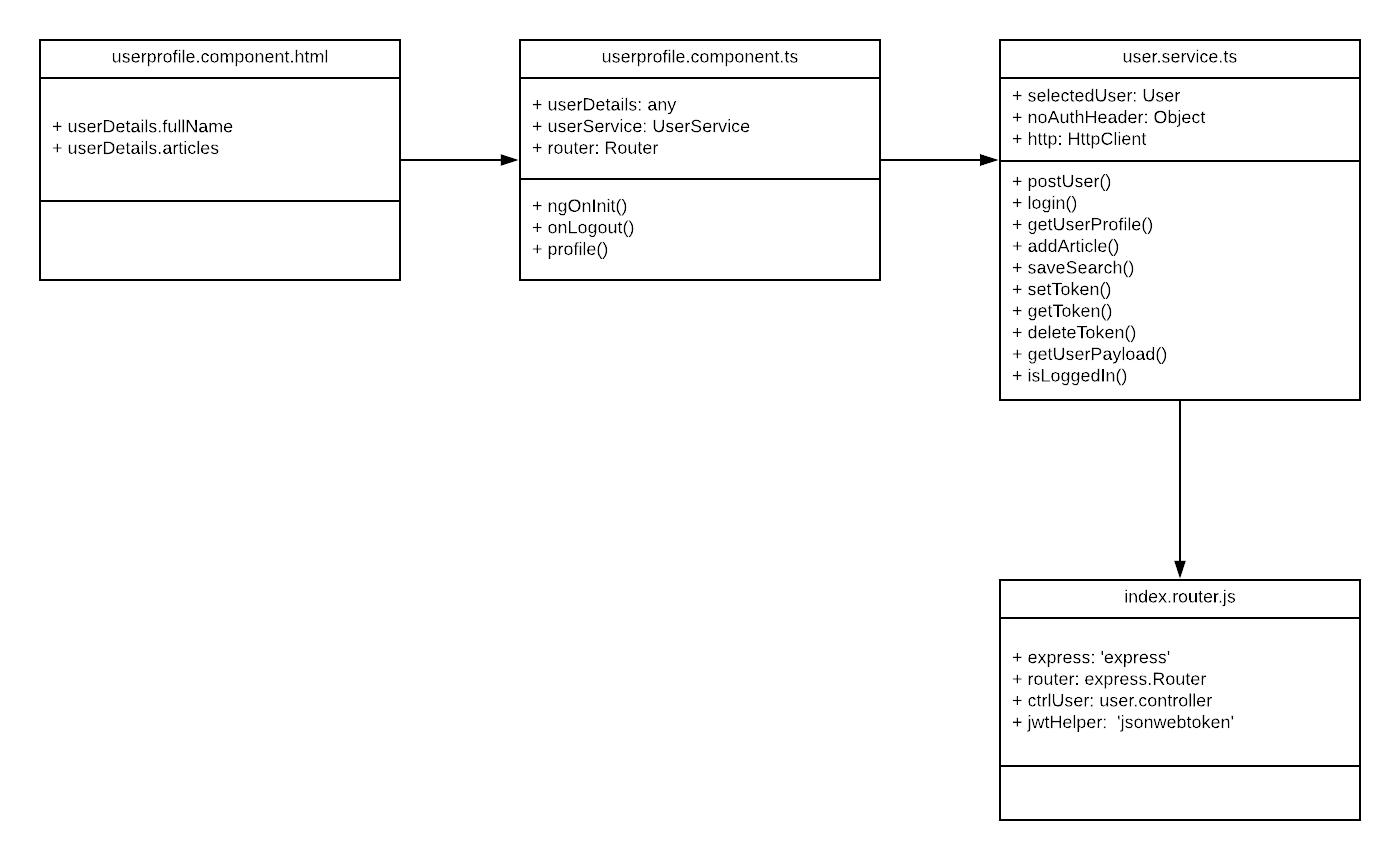 userprofile.component.html
+ userDetails.fullName
+ userDetails.articles
userprofile.component.ts
+ userDetails: any
+ userService: UserService
+ router: Router
+ ngOnInit()
+ onLogout()
+ profile()
user.service.ts
+ selectedUser: User
+ noAuthHeader: Object
+ http: HttpClient
+ postUser()
+ login()
+ getUserProfile()
+ addArticle()
+ saveSearch()
+ setToken()
+ getToken()
+ deleteToken()
+ getUserPayload()
+ isLoggedIn()
index.router.js
+ express: 'express'
+ router: express.Router
+ ctrlUser: user.controller
+ jwtHelper:  'jsonwebtoken'